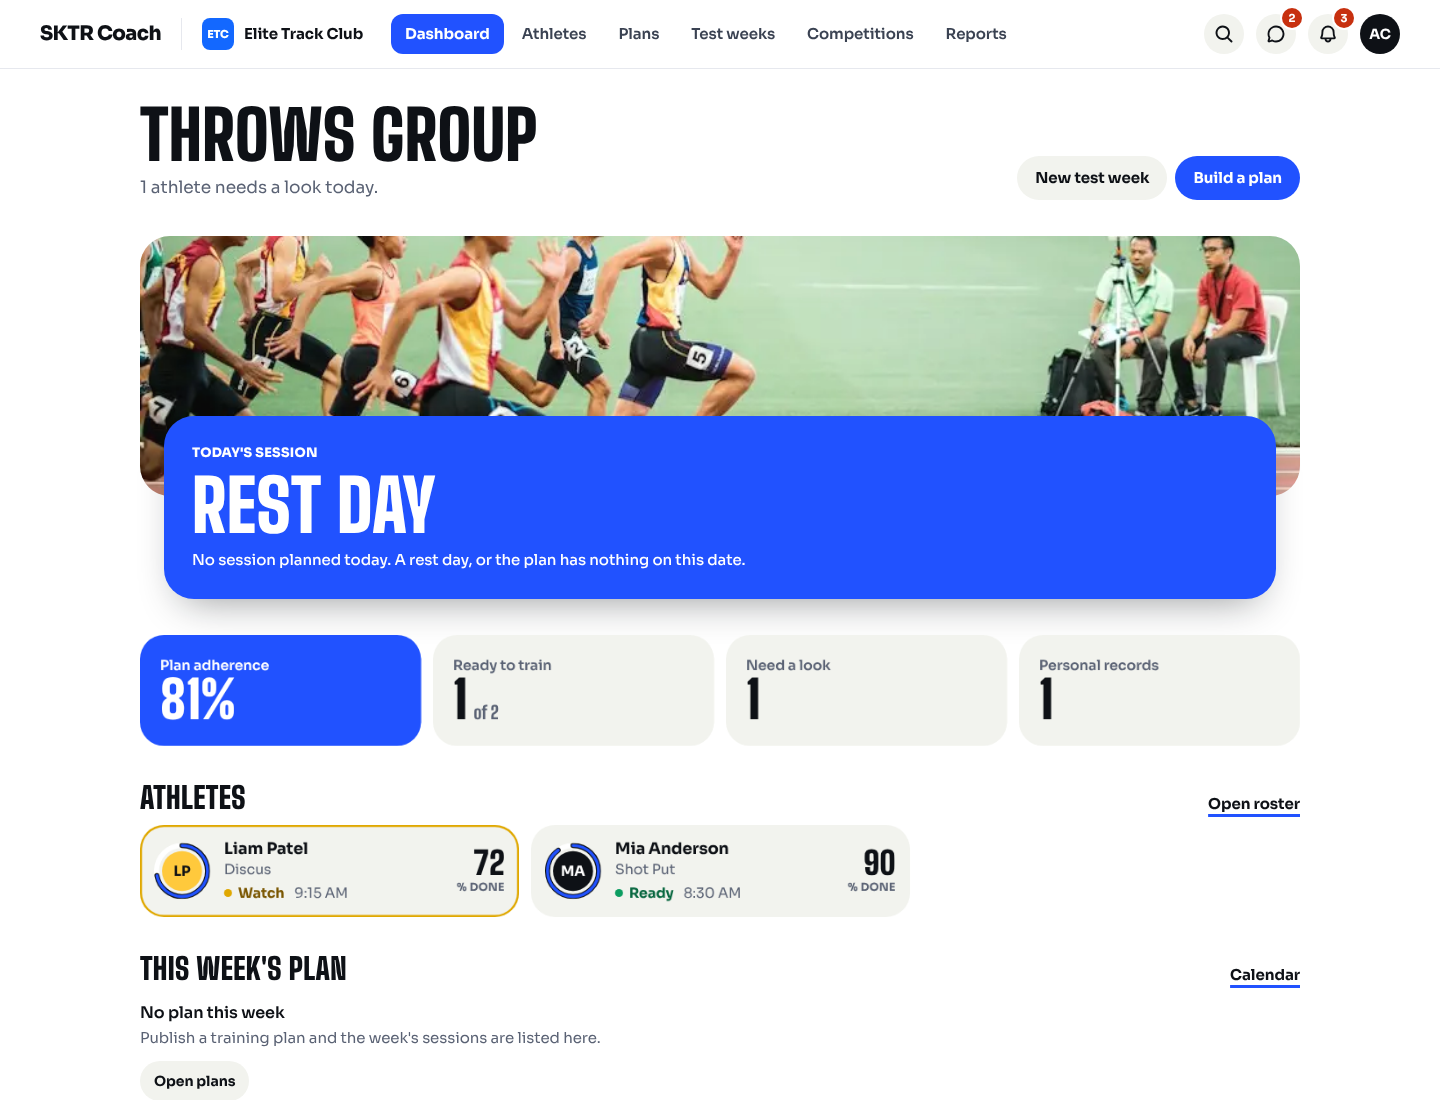 SKTR Coach
ETC
Elite Track Club
Dashboard
Athletes
Plans
Test weeks
Competitions
Reports
2
3
AC
THROWS GROUP
1 athlete needs a look today.
New test week
Build a plan
7
6
2
5
TODAY'S SESSION
REST DAY
No session planned today. A rest day, or the plan has nothing on this date.
Plan adherence
81%
Ready to train
1 of 2
Need a look
1
Personal records
1
ATHLETES
Open roster
LP
Liam Patel
Discus
Watch 9:15 AM
72
% DONE
MA
Mia Anderson
Shot Put
Ready 8:30 AM
90
% DONE
THIS WEEK'S PLAN
Calendar
No plan this week
Publish a training plan and the week's sessions are listed here.
Open plans